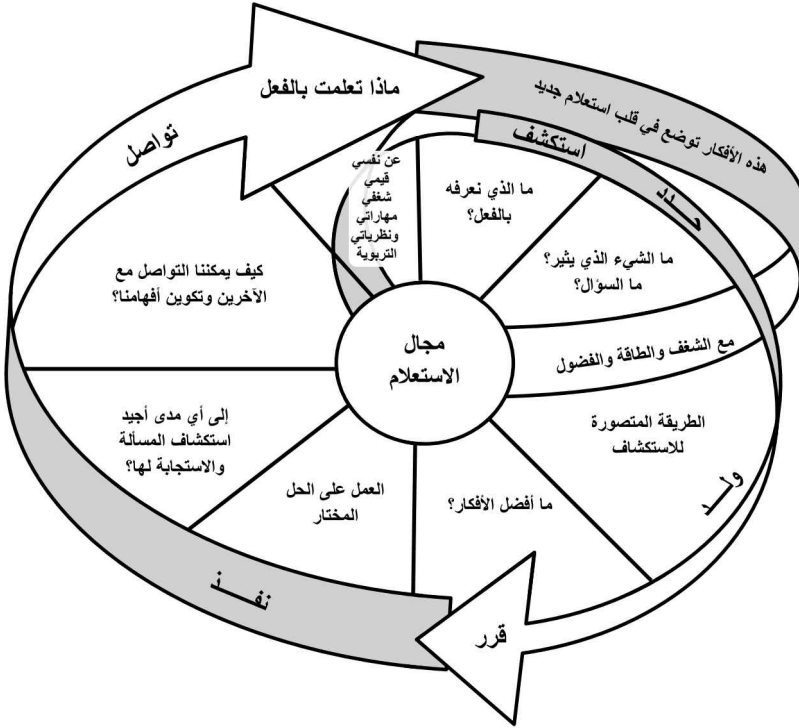 ماذا تعلمت بالفعل
هذه الأفكار توضع في قلب استعلام جديد
تواصل
استكشف
حـــدد
عن نفسي
قيمي
شغفي
مهاراتي
ونظرياتي
التربوية
ما الذي نعرفه
بالفعل؟
ما الشيء الذي يثير؟
ما السؤال؟
مع الشغف والطاقة والفضول
كيف يمكننا التواصل مع
الآخرين وتكوين أفهامنا؟
مجال
الاستعلام
الطريقة المتصورة
للاستكشاف
ولـــد
إلى أي مدى أجيد
استكشاف المسألة
والاستجابة لها؟
العمل على الحل
المختار
ما أفضل الأفكار؟
نفـــــذ
قرر